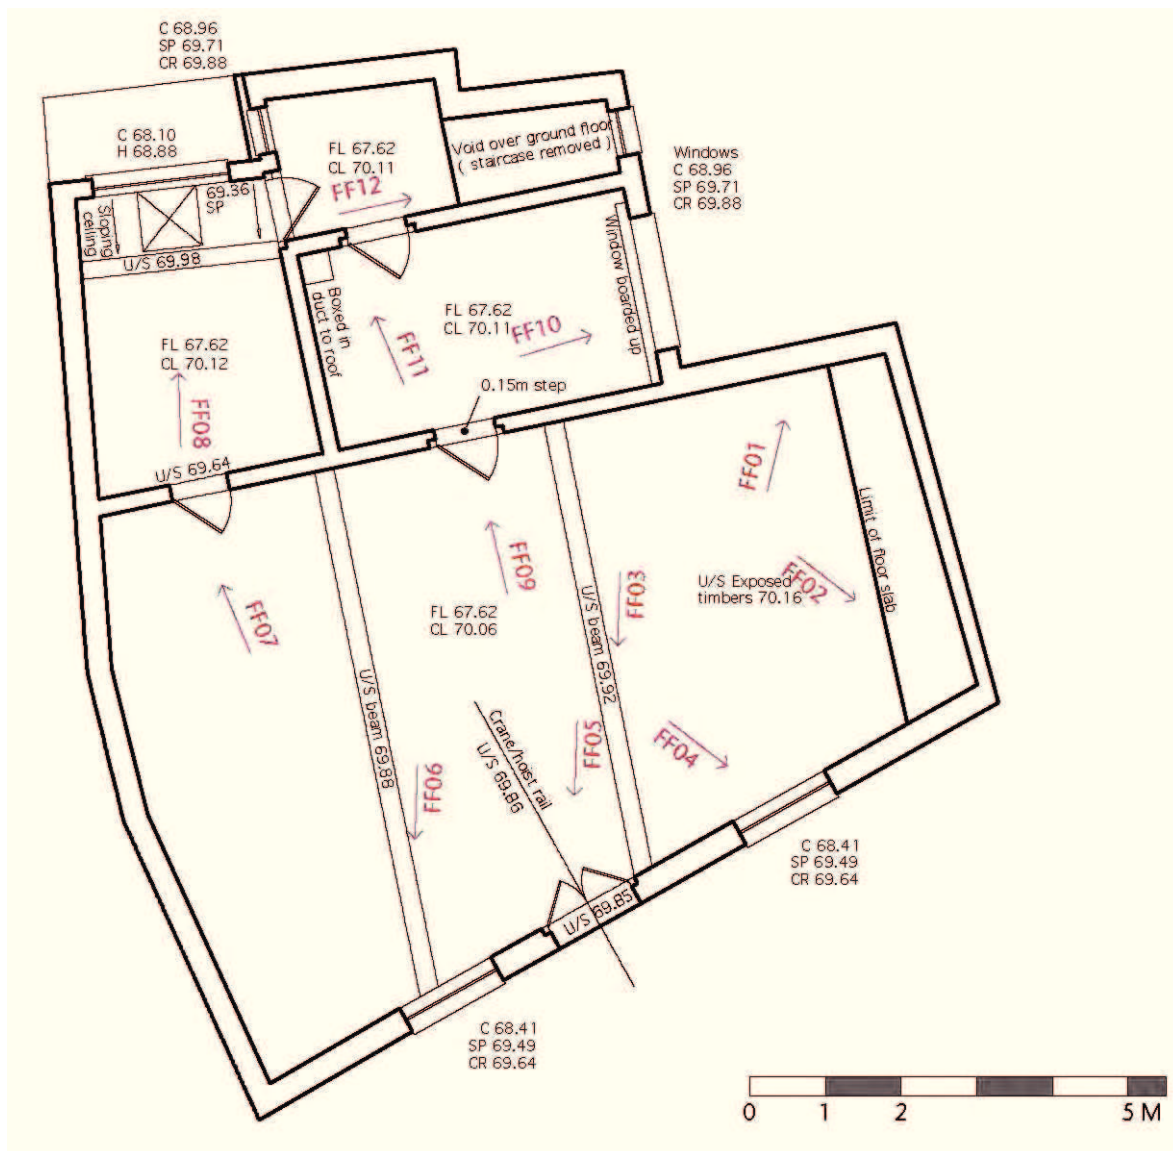 C 68.96
SP 69.71
CR 69.88
C 68.10
H 68.88
FL 67.62
CL 70.11
Void over ground floor
( staircase removed )
Windows
C 68.96
SP 69.71
CR 69.88
FF12
69.36
SP
Sloping
ceiling
U/S 69.98
Boxed in
duct to roof
Window boarded up
FL 67.62
CL 70.11
FF10
FF11
FL 67.62
CL 70.12
FF08
0.15m step
U/S 69.64
FF01
Limit of floor slab
FF09
FF03
U/S Exposed
timbers 70.16
FF02
FF07
FL 67.62
CL 70.06
U/S beam 69.92
U/S beam 69.88
Crane/hoist rail
U/S 69.86
FF05
FF04
FF06
C 68.41
SP 69.49
CR 69.64
U/S 69.85
C 68.41
SP 69.49
CR 69.64
0 1 2 5 M